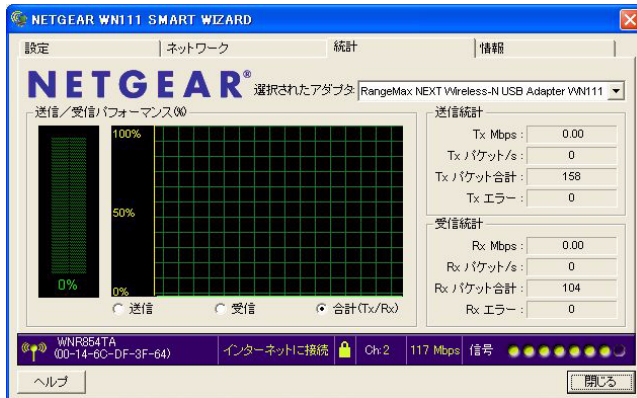 NETGEAR WN111 SMART WIZARD
設定
ネットワーク
統計
情報
NETGEAR®
選択されたアダプタ
RangeMax NEXT Wireless-N USB Adapter WN111
送信／受信パフォーマンス(%)
100%
50%
0%
0%
送信
受信
合計(Tx/Rx)
送信統計
Tx Mbps : 0.00
Tx パケット/s : 0
Tx パケット合計 : 158
Tx エラー : 0
受信統計
Rx Mbps : 0.00
Rx パケット/s : 0
Rx パケット合計 : 104
Rx エラー : 0
WNR854TA
(00-14-6C-DF-3F-64)
インターネットに接続
Ch:2
117 Mbps
信号
ヘルプ
閉じる